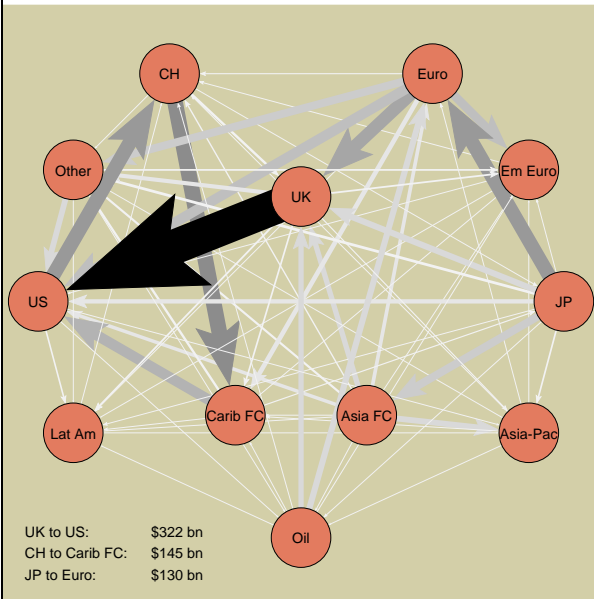 CH
Euro
Other
Em Euro
UK
US
JP
Carib FC
Asia FC
Lat Am
Asia-Pac
Oil
UK to US: $322 bn
CH to Carib FC: $145 bn
JP to Euro: $130 bn